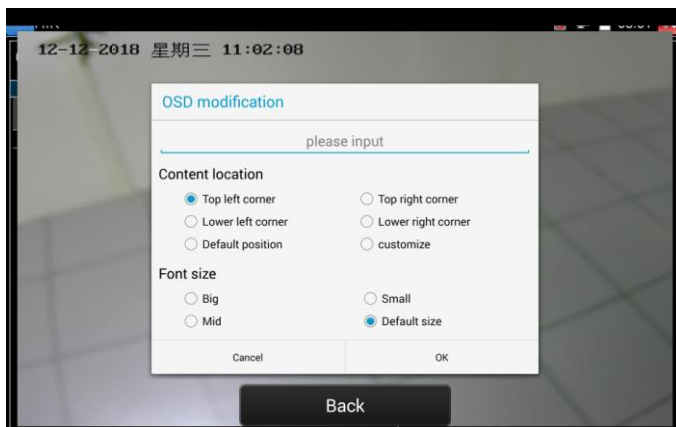 12-12-2018 星期三 11:02:08
OSD modification
please input
Content location
Top left corner Top right corner
Lower left corner Lower right corner
Default position customize
Font size
Big Small
Mid Default size
Cancel OK
Back